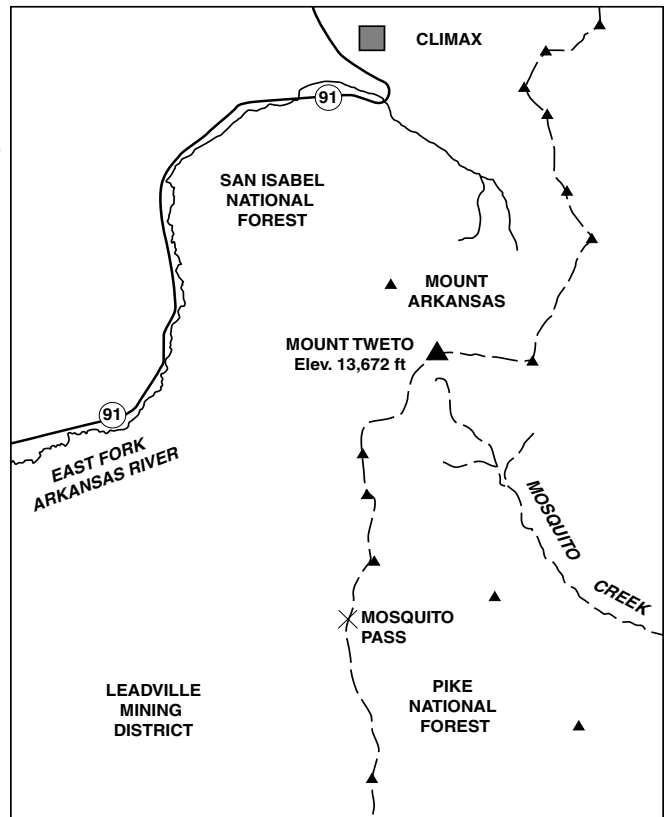 CLIMAX
91
SAN ISABEL
NATIONAL
FOREST
MOUNT
ARKANSAS
MOUNT TWETO
Elev. 13,672 ft
91
EAST FORK
ARKANSAS RIVER
MOSQUITO
CREEK
MOSQUITO
PASS
LEADVILLE
MINING
DISTRICT
PIKE
NATIONAL
FOREST